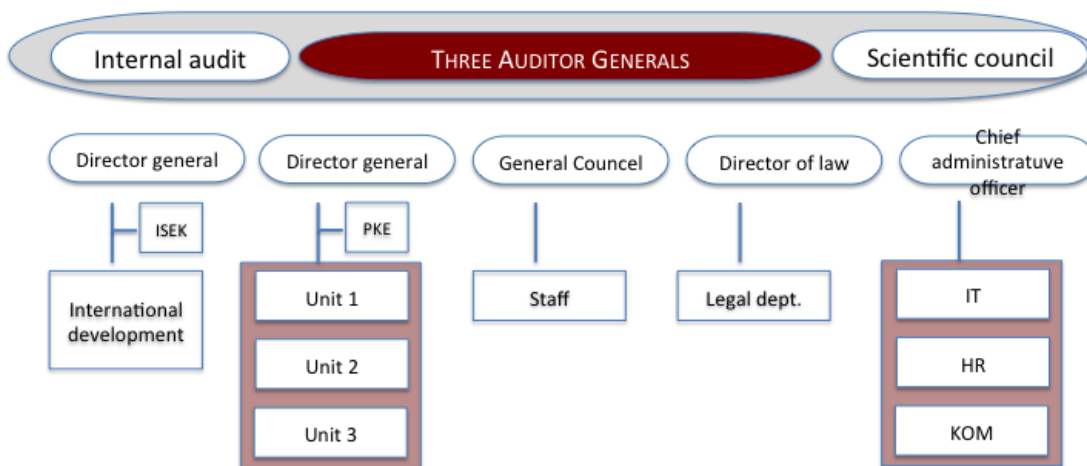 Internal audit
THREE AUDITOR GENERALS
Scientific council
Director general
Director general
General Councel
Director of law
Chief
administratuve
officer
ISEK
PKE
International
development
Unit 1
Unit 2
Unit 3
Staff
Legal dept.
IT
HR
KOM